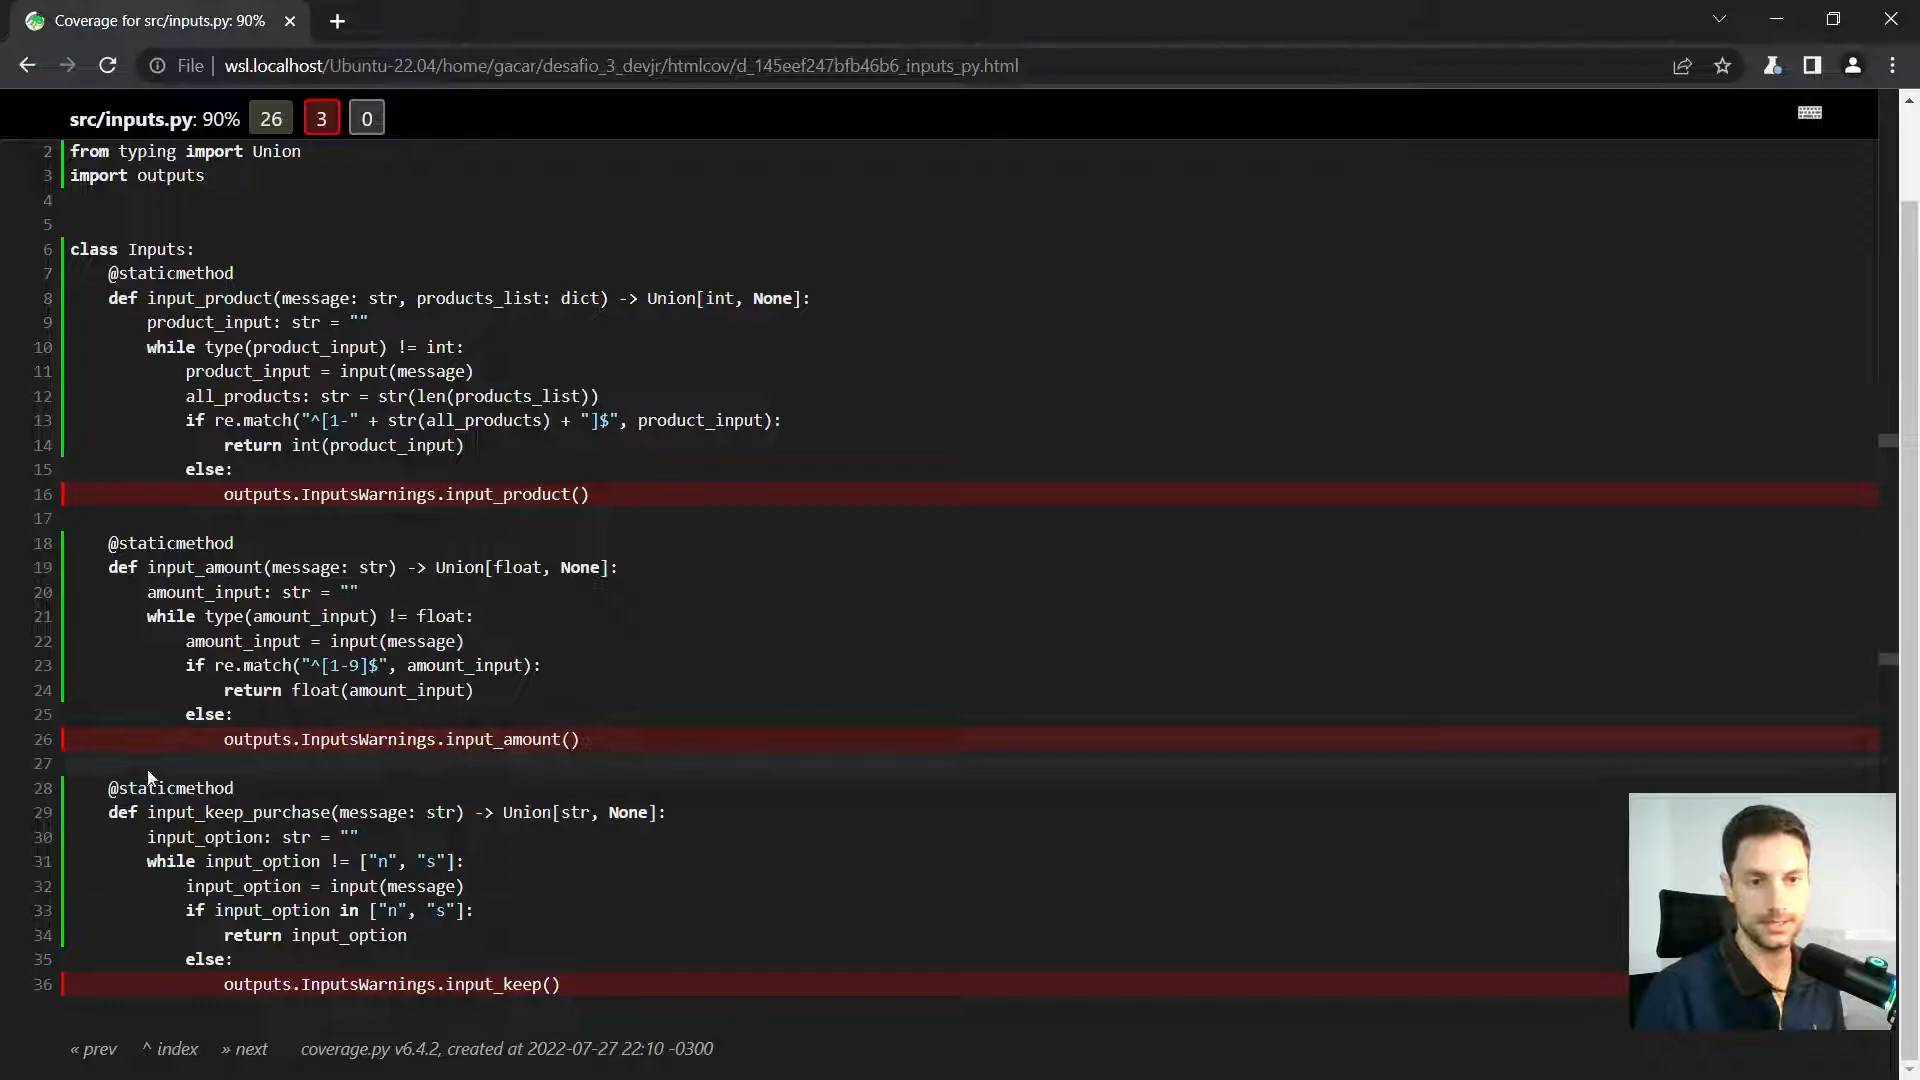 Coverage for src/inputs.py: 90%
File wsl.localhost/Ubuntu-22.04/home/gacar/desafio_3_devjr/htmlcov/d_145eef247bfb46b6_inputs_py.html
src/inputs.py: 90% 26 3 0
2 from typing import Union
3 import outputs
4
5
6 class Inputs:
7 @staticmethod
8 def input_product(message: str, products_list: dict) -> Union[int, None]:
9 product_input: str = ""
10 while type(product_input) != int:
11 product_input = input(message)
12 all_products: str = str(len(products_list))
13 if re.match("^[1-" + str(all_products) + "]$", product_input):
14 return int(product_input)
15 else:
16 outputs.InputsWarnings.input_product()
17
18 @staticmethod
19 def input_amount(message: str) -> Union[float, None]:
20 amount_input: str = ""
21 while type(amount_input) != float:
22 amount_input = input(message)
23 if re.match("^[1-9]$", amount_input):
24 return float(amount_input)
25 else:
26 outputs.InputsWarnings.input_amount()
27
28 @staticmethod
29 def input_keep_purchase(message: str) -> Union[str, None]:
30 input_option: str = ""
31 while input_option != ["n", "s"]:
32 input_option = input(message)
33 if input_option in ["n", "s"]:
34 return input_option
35 else:
36 outputs.InputsWarnings.input_keep()
« prev ^ index » next coverage.py v6.4.2, created at 2022-07-27 22:10 -0300